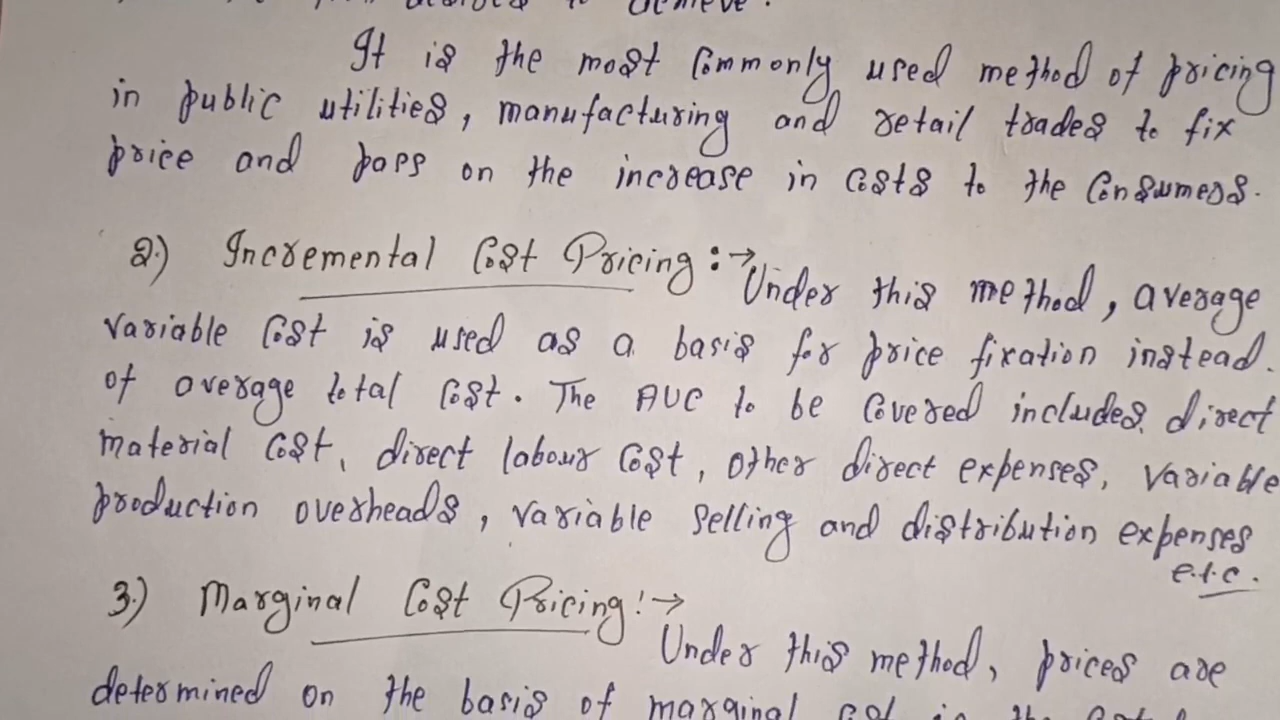 to achieve.
It is the most Commonly used method of pricing
in public utilities, manufacturing and retail trades to fix
price and pass on the increase in Costs to the Consumers.
2.) Incremental Cost Pricing :→
Under this method, average
Variable Cost is used as a basis for price fixation instead.
of average total Cost. The AVC to be Covered includes direct
material Cost, direct labour Cost, other direct expenses, Variable
production overheads, variable Selling and distribution expenses
e.t.c.
3.) Marginal Cost Pricing :→
Under this method, prices are
determined on the basis of marginal Cost i.e. the